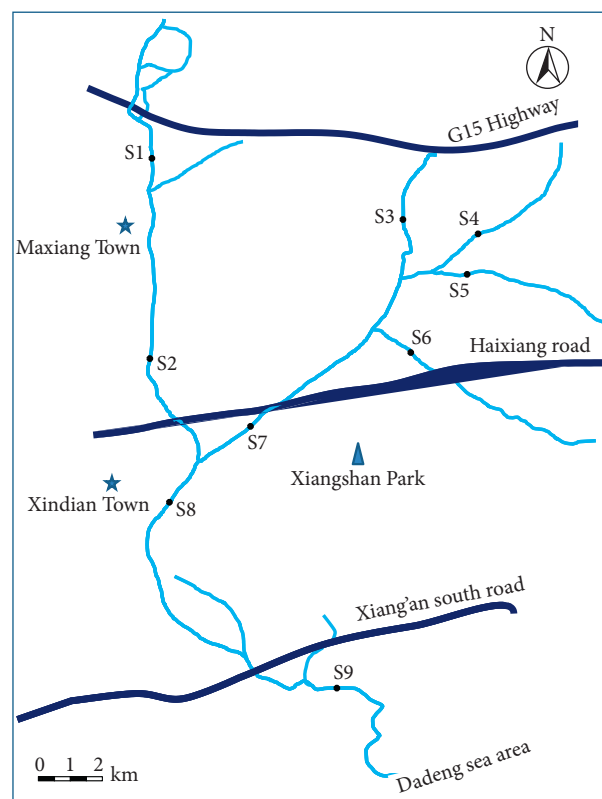 N
G15 Highway
S1
S3
S4
Maxiang Town
S5
S6
Haixiang road
S2
S7
Xiangshan Park
Xindian Town
S8
Xiang'an south road
S9
Dadeng sea area
0 1 2
km